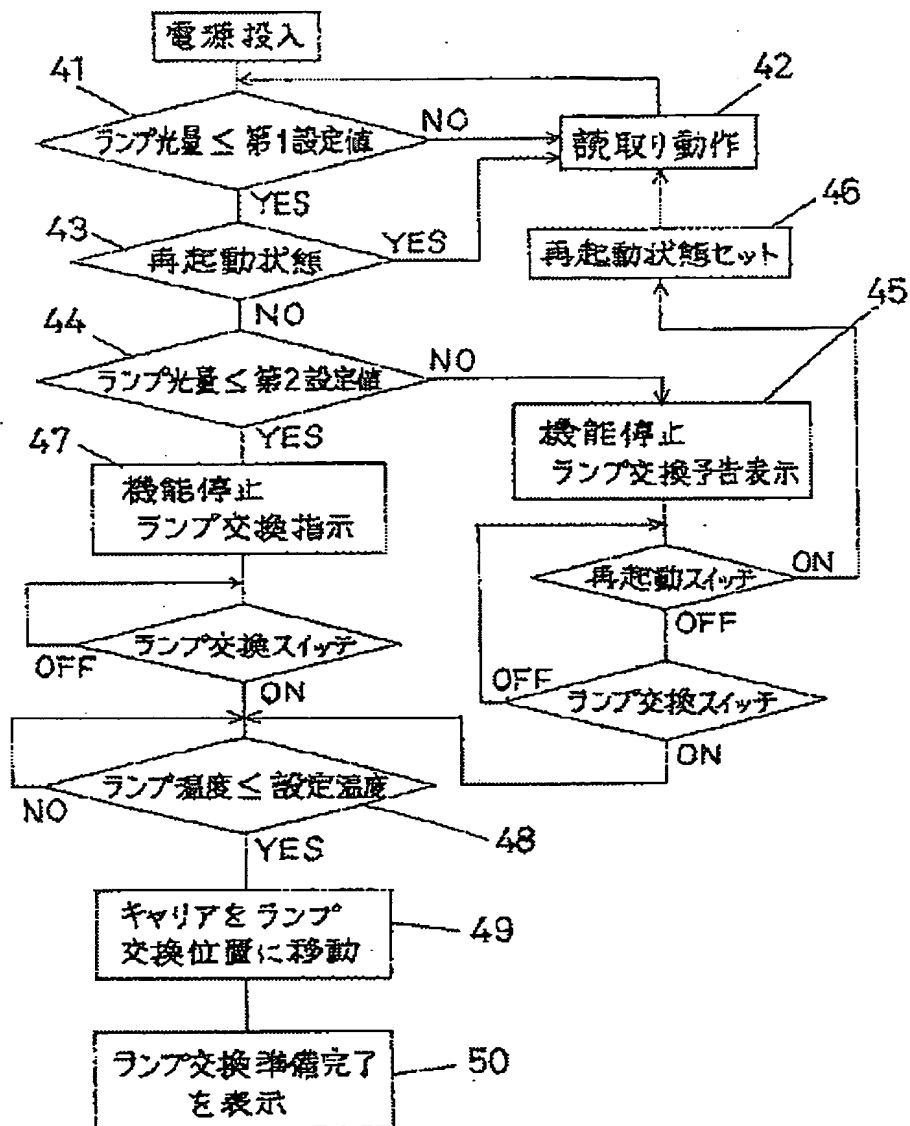 電源投入
41
42
ランプ光量≦第1設定値
NO
読取り動作
YES
46
43
再起動状態
YES
再起動状態セット
NO
45
44
ランプ光量≦第2設定値
NO
YES
47
機能停止
ランプ交換予告表示
機能停止
ランプ交換指示
再起動スイッチ
ON
OFF
ランプ交換スイッチ
OFF
ON
OFF
ランプ交換スイッチ
ON
ランプ温度≦設定温度
NO
48
YES
キャリアをランプ
交換位置に移動
49
ランプ交換準備完了
を表示
50